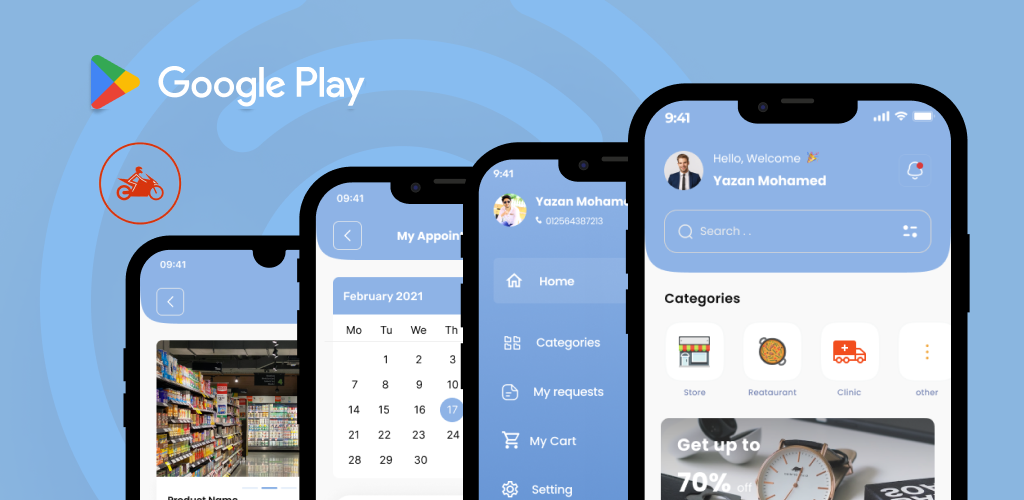 Google Play
09:41
Product Name
09:41
My Appoin
February 2021
Mo Tu We Th
1 2 3
7 8 9 10
14 15 16 17
21 22 23 24
28 29 30
9:41
Yazan Mohamu
012564387213
Home
Categories
My requests
My Cart
Setting
9:41
Hello, Welcome 🎉
Yazan Mohamed
Search . .
Categories
Store
Reataurant
Clinic
other
Get up to
70% off